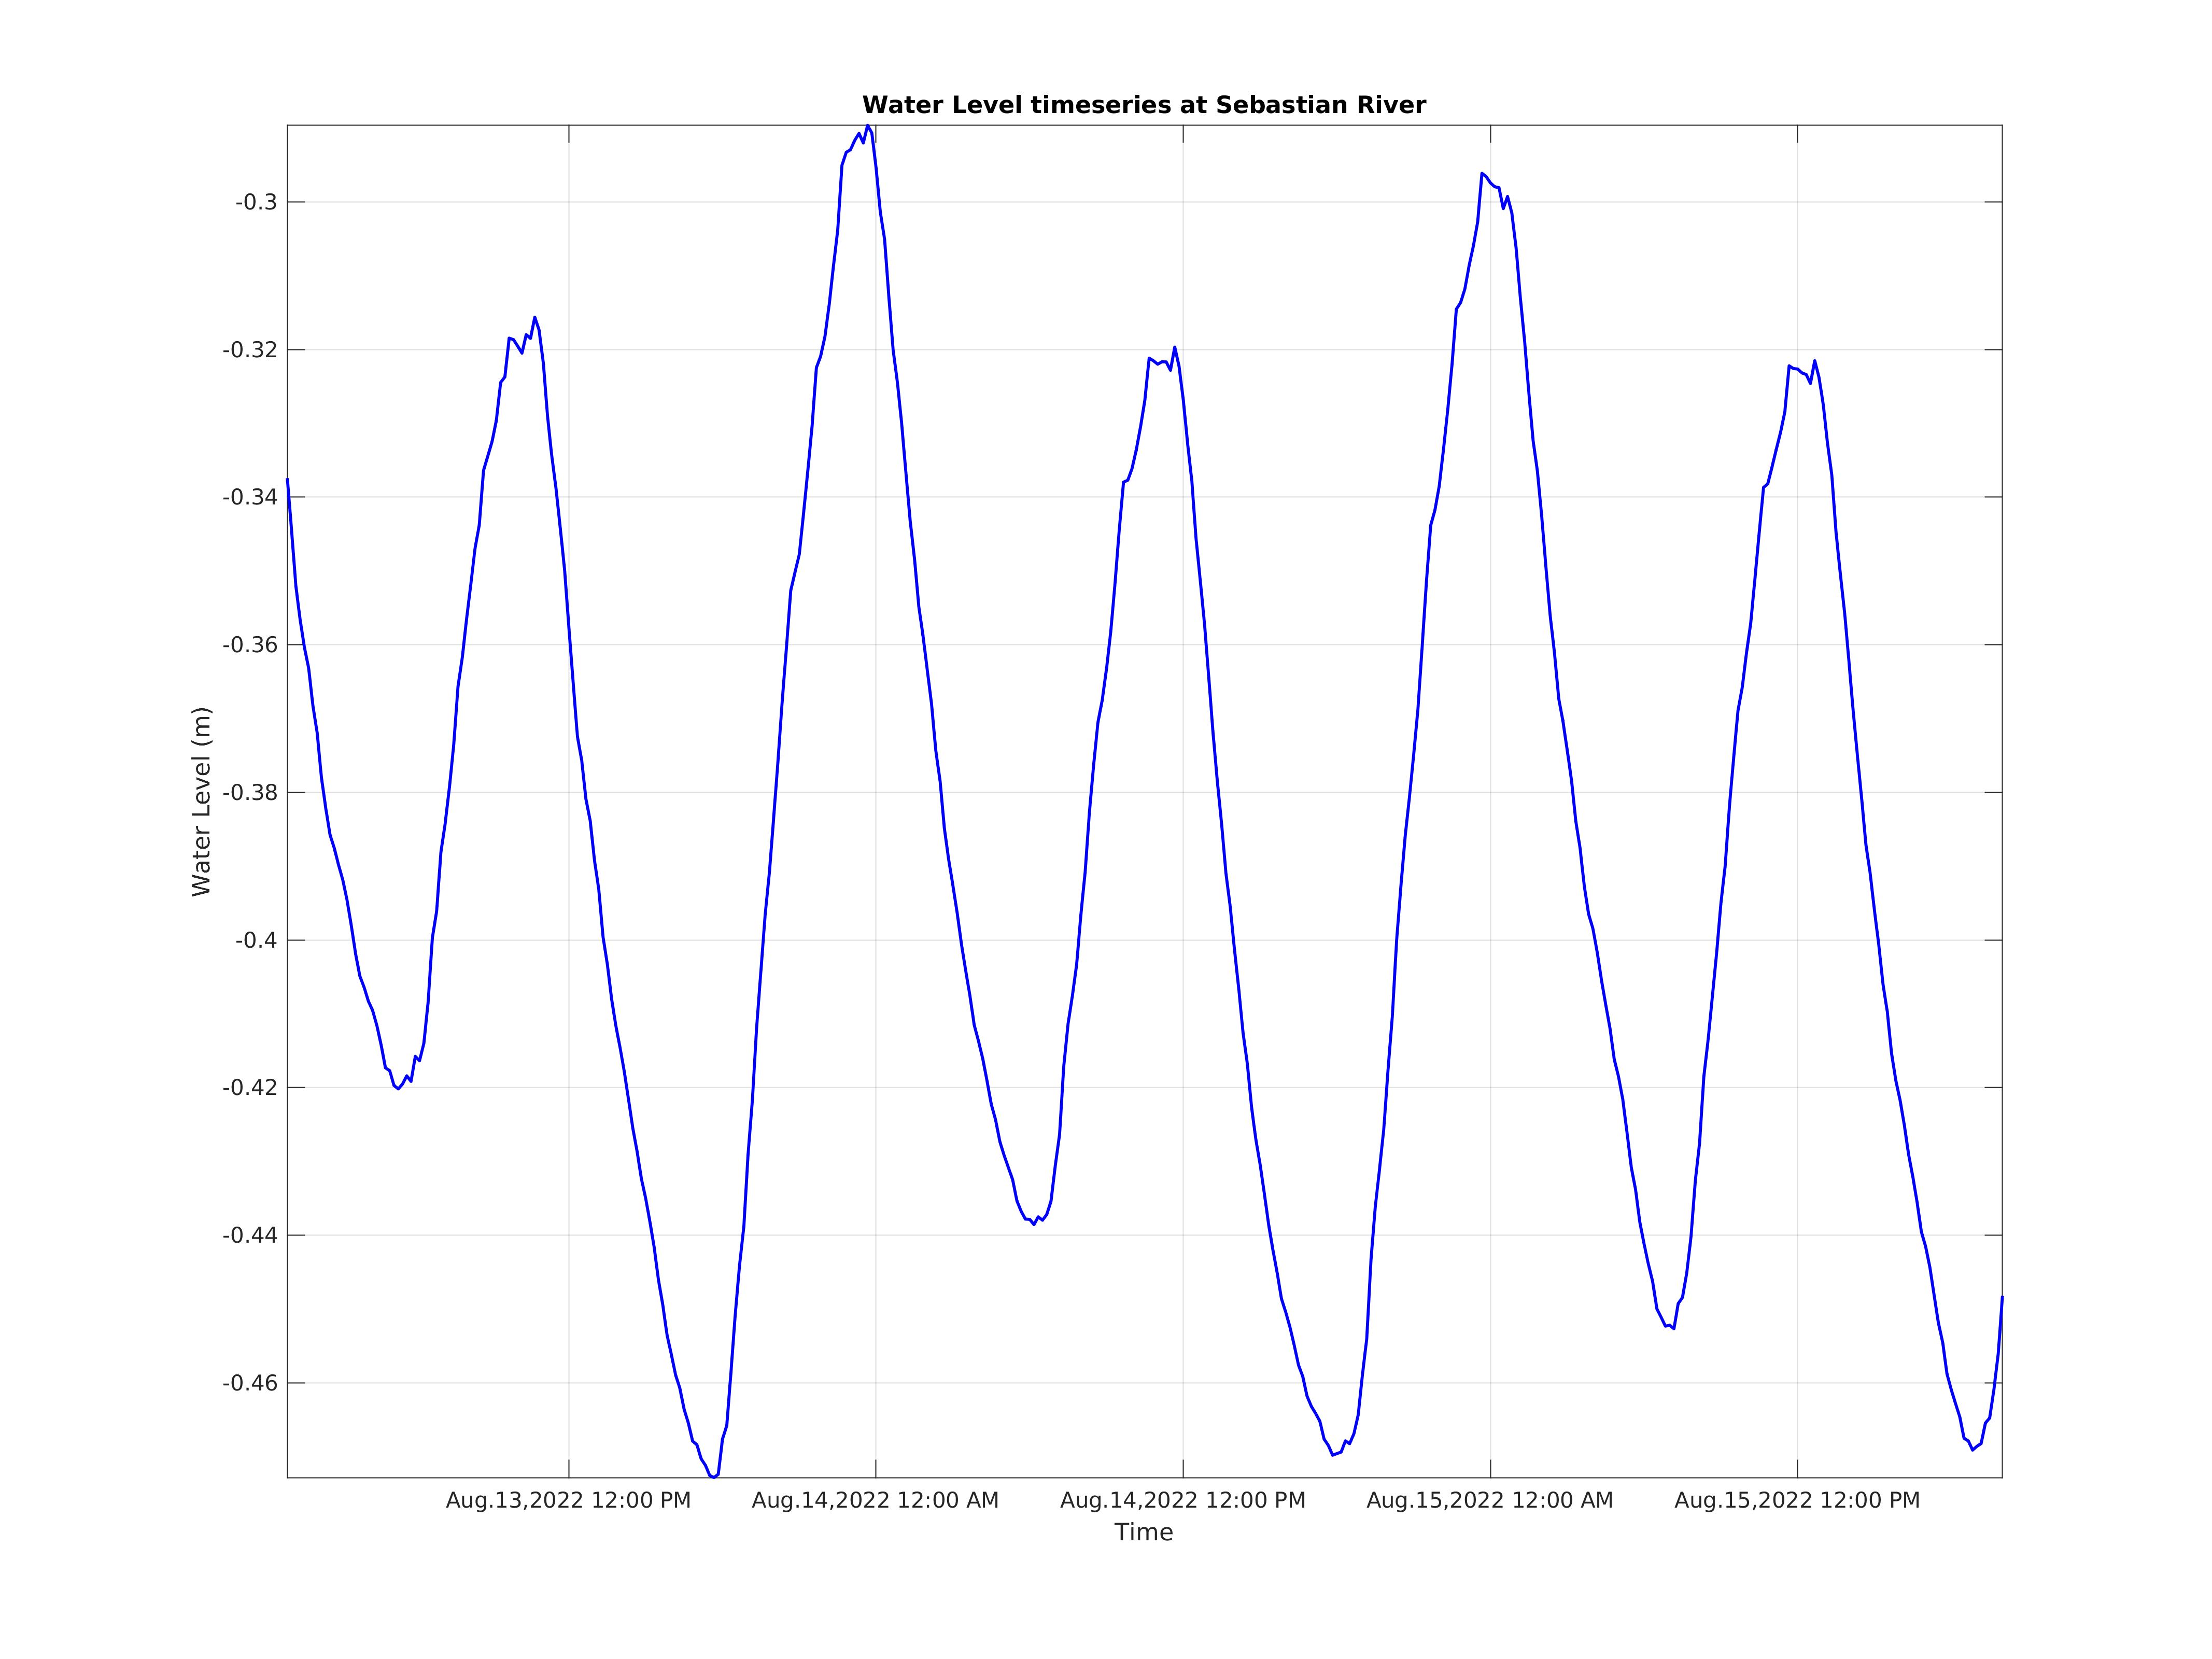 Water Level timeseries at Sebastian River
-0.3
-0.32
-0.34
-0.36
-0.38
-0.4
-0.42
-0.44
-0.46
Water Level (m)
Aug.13,2022 12:00 PM
Aug.14,2022 12:00 AM
Aug.14,2022 12:00 PM
Aug.15,2022 12:00 AM
Aug.15,2022 12:00 PM
Time